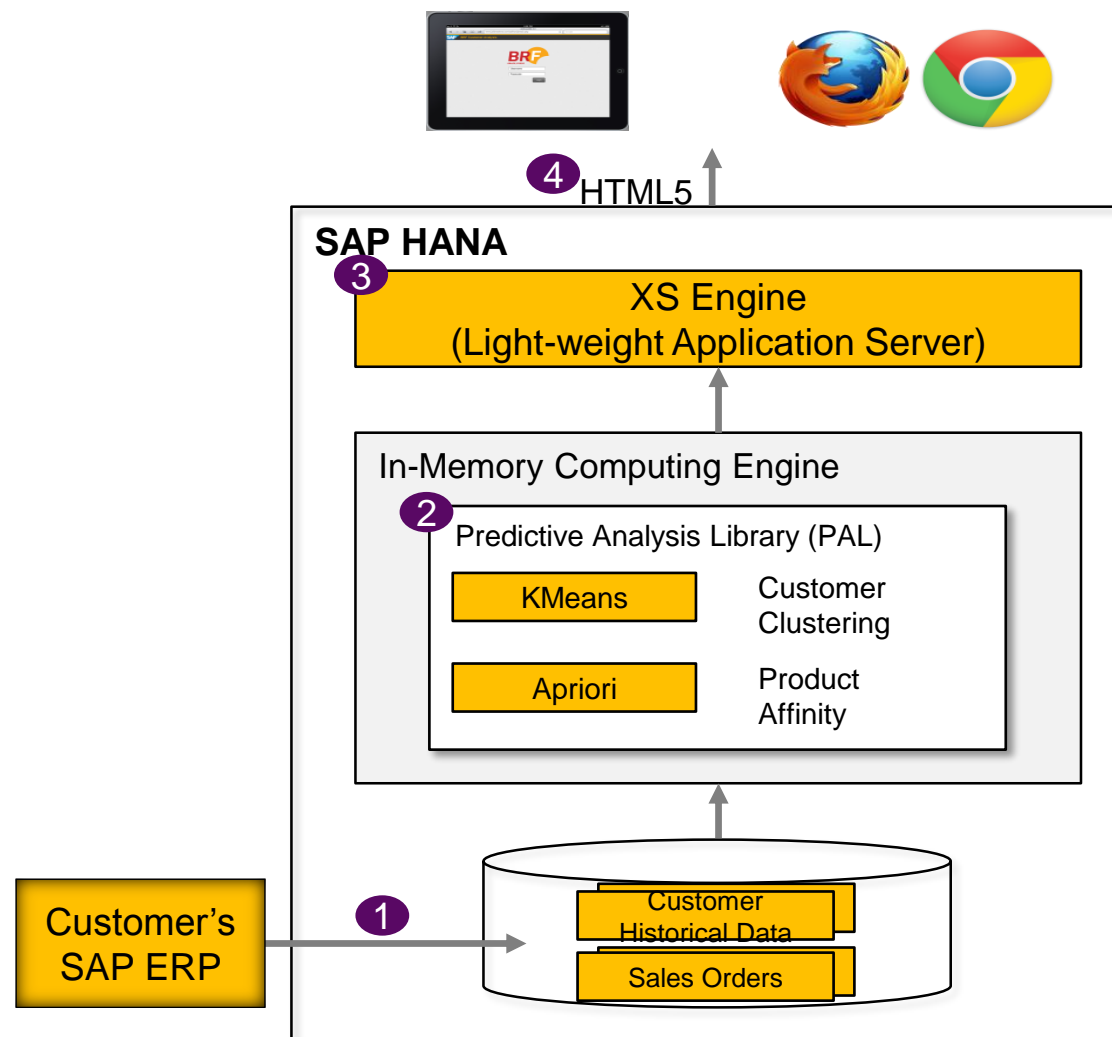 BRF
4
HTML5
SAP HANA
3
XS Engine
(Light-weight Application Server)
In-Memory Computing Engine
2
Predictive Analysis Library (PAL)
KMeans
Customer
Clustering
Apriori
Product
Affinity
1
Customer's
SAP ERP
Customer
Historical Data
Sales Orders